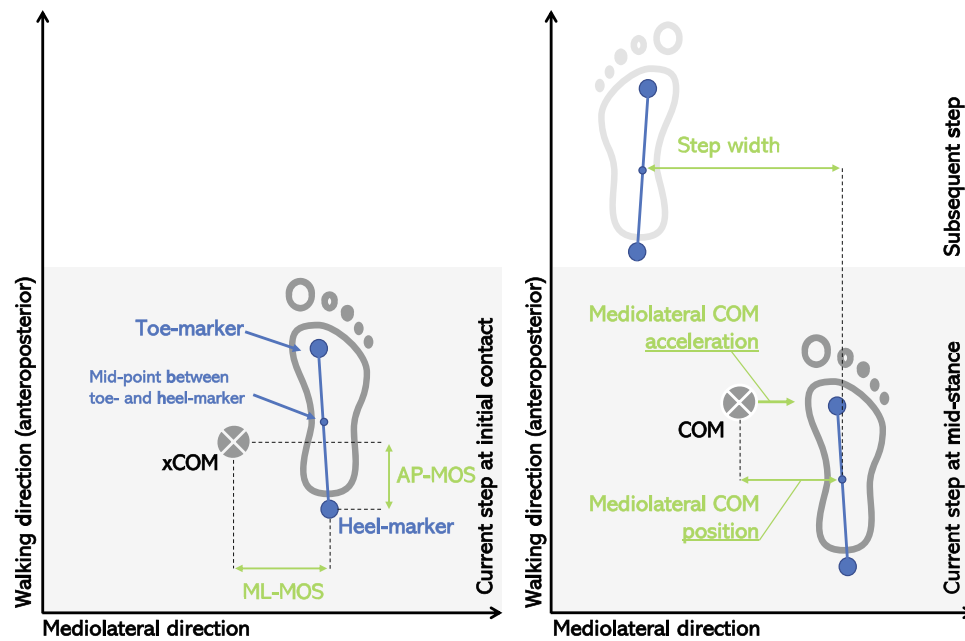 Walking direction (anteroposterior)
Toe-marker
Mid-point between
toe- and heel-marker
xCOM
AP-MOS
Heel-marker
ML-MOS
Mediolateral direction
Current step at initial contact
Walking direction (anteroposterior)
Step width
Subsequent step
Mediolateral COM
acceleration
COM
Mediolateral COM
position
Mediolateral direction
Current step at mid-stance